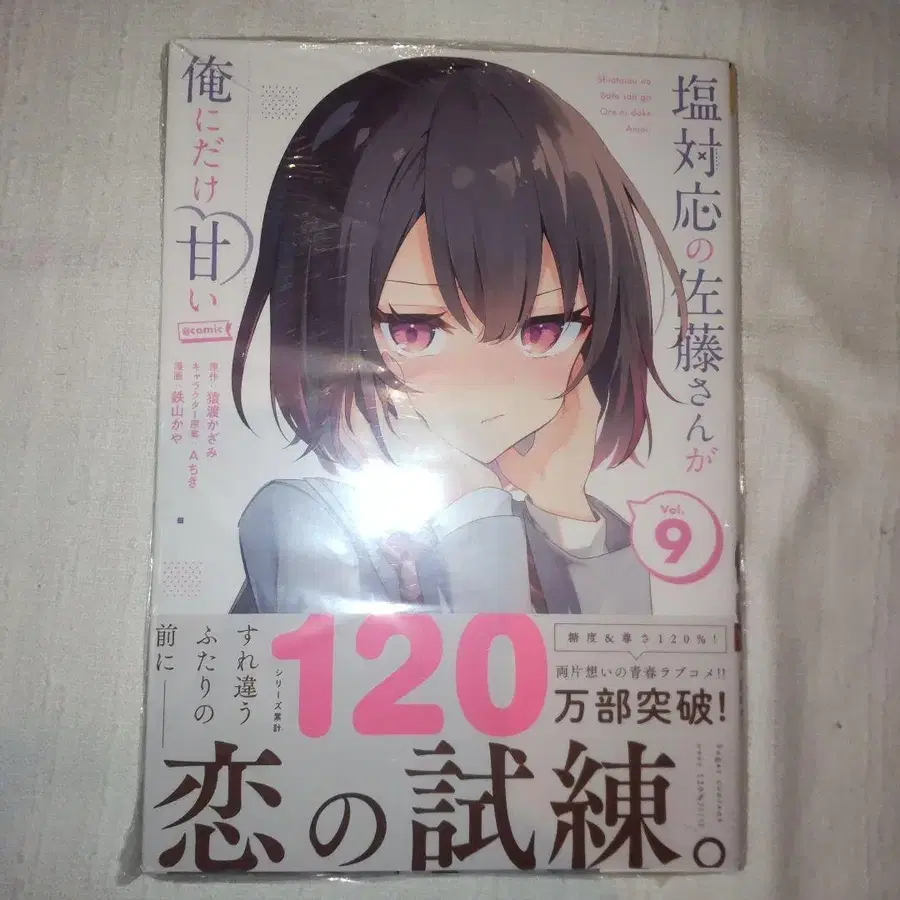 塩対応の佐藤さんが
俺にだけ甘い
@comic
Shiotaiou no
Sato san ga
Ore ni dake
Amai
原作：猿渡かざみ
キャラクター原案：Aちき
漫画：鉄山かや
Vol.
9
すれ違う
ふたりの
前に――
シリーズ累計
120
万部突破!
糖度&尊さ120%!
両片想いの青春ラブコメ!!
恋の試練。